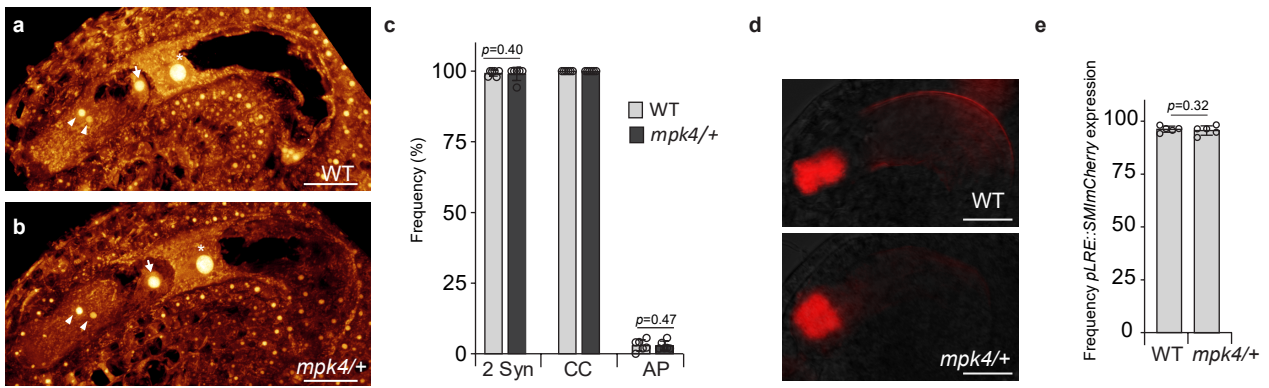 a
WT
b
mpk4/+
c
p=0.40
p=0.47
WT
mpk4/+
Frequency (%)
100
75
50
25
0
2 Syn
CC
AP
d
WT
mpk4/+
e
p=0.32
Frequency pLRE::SMImCherry expression
100
75
50
25
0
WT
mpk4/+
*
*